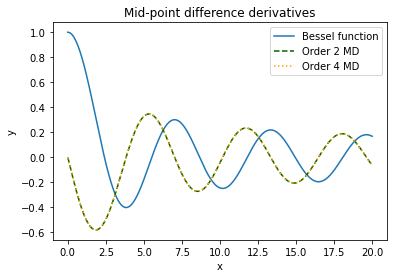 Mid-point difference derivatives
Bessel function
Order 2 MD
Order 4 MD
1.0
0.8
0.6
0.4
0.2
0.0
−0.2
−0.4
−0.6
y
0.0 2.5 5.0 7.5 10.0 12.5 15.0 17.5 20.0
x